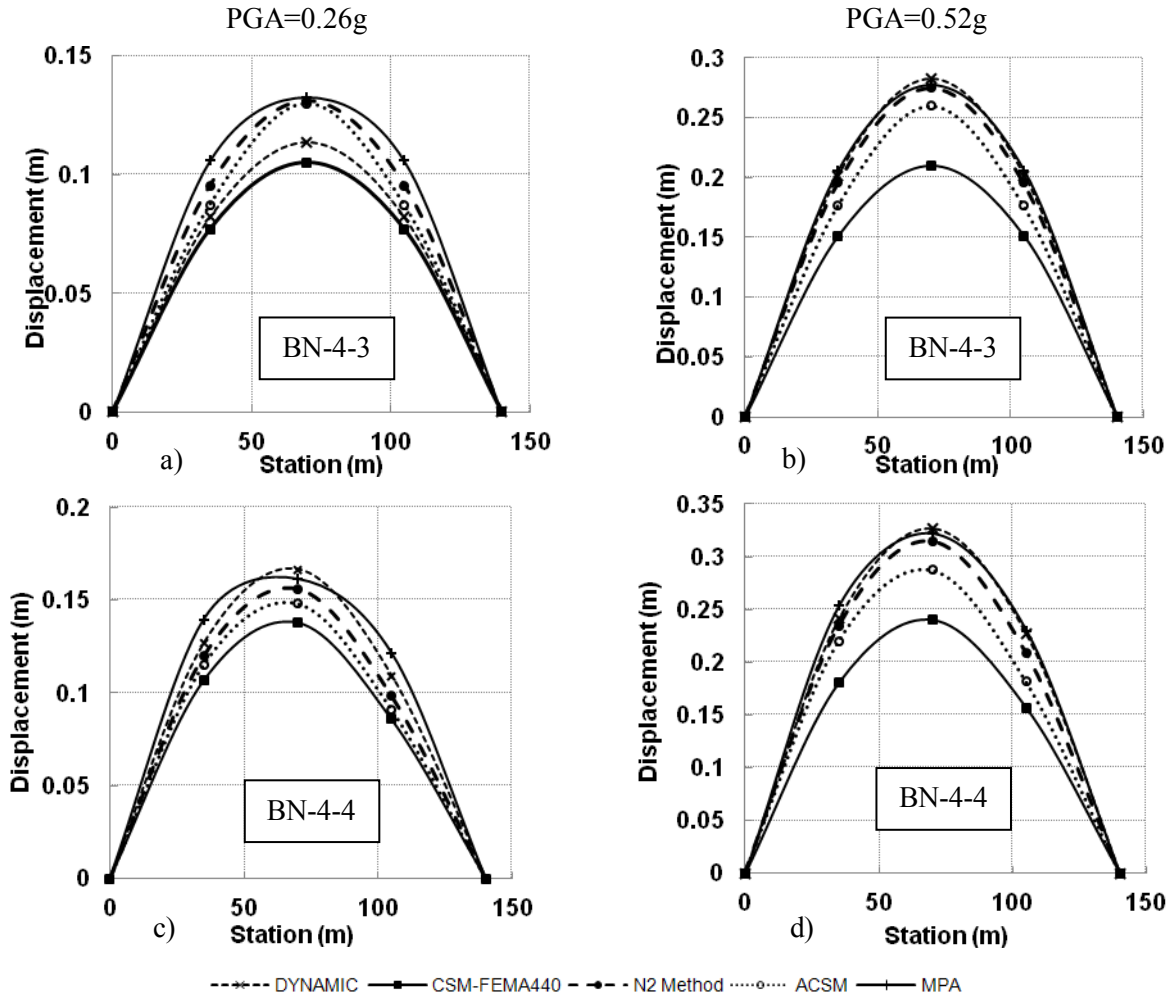 PGA=0.26g
PGA=0.52g
0.15
0.1
0.05
0
Displacement (m)
BN-4-3
0 50 100 150
a) Station (m)
0.3
0.25
0.2
0.15
0.1
0.05
0
Displacement (m)
BN-4-3
0 50 100 150
b) Station (m)
0.2
0.15
0.1
0.05
0
Displacement (m)
BN-4-4
0 50 100 150
c) Station (m)
0.35
0.3
0.25
0.2
0.15
0.1
0.05
0
Displacement (m)
BN-4-4
0 50 100 150
d) Station (m)
DYNAMIC CSM-FEMA440 N2 Method ACSM MPA